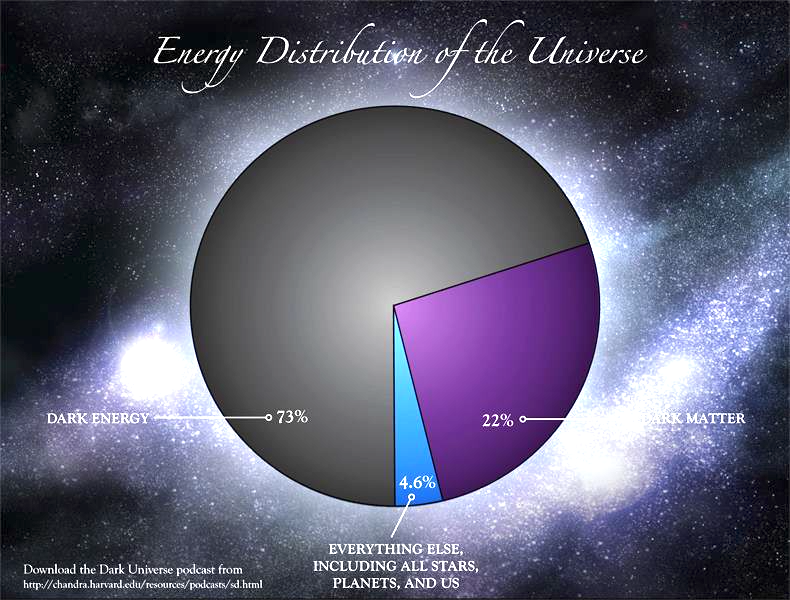 Energy Distribution of the Universe
DARK ENERGY
73%
22%
DARK MATTER
4.6%
EVERYTHING ELSE,
INCLUDING ALL STARS,
PLANETS, AND US
Download the Dark Universe podcast from
http://chandra.harvard.edu/resources/podcasts/sd.html